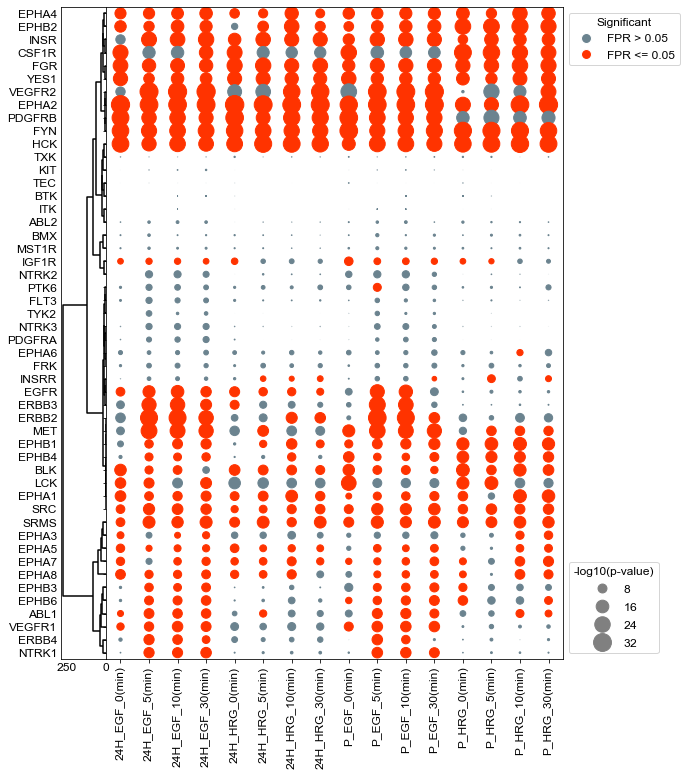 EPHA4
EPHB2
INSR
CSF1R
FGR
YES1
VEGFR2
EPHA2
PDGFRB
FYN
HCK
TXK
KIT
TEC
BTK
ITK
ABL2
BMX
MST1R
IGF1R
NTRK2
PTK6
FLT3
TYK2
NTRK3
PDGFRA
EPHA6
FRK
INSRR
EGFR
ERBB3
ERBB2
MET
EPHB1
EPHB4
BLK
LCK
EPHA1
SRC
SRMS
EPHA3
EPHA5
EPHA7
EPHA8
EPHB3
EPHB6
ABL1
VEGFR1
ERBB4
NTRK1
250 0
24H_EGF_0(min)
24H_EGF_5(min)
24H_EGF_10(min)
24H_EGF_30(min)
24H_HRG_0(min)
24H_HRG_5(min)
24H_HRG_10(min)
24H_HRG_30(min)
P_EGF_0(min)
P_EGF_5(min)
P_EGF_10(min)
P_EGF_30(min)
P_HRG_0(min)
P_HRG_5(min)
P_HRG_10(min)
P_HRG_30(min)
Significant
FPR > 0.05
FPR <= 0.05
-log10(p-value)
8
16
24
32